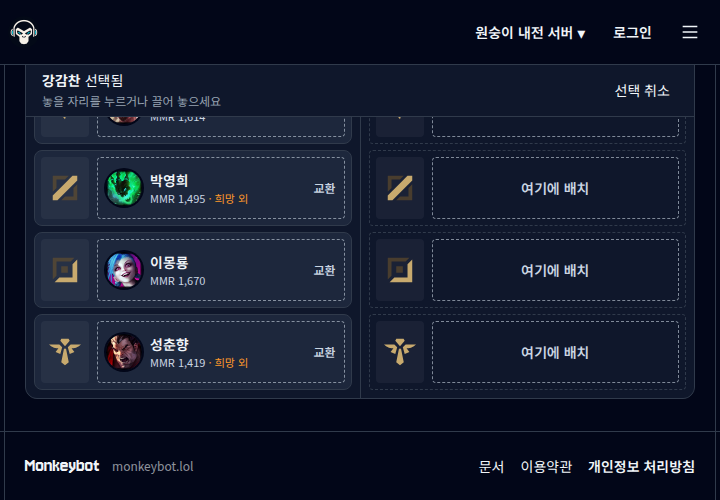 원숭이 내전 서버 ▾
로그인
강감찬 선택됨
놓을 자리를 누르거나 끌어 놓으세요
선택 취소
MMR 1,614
박영희
MMR 1,495 · 희망 외
교환
여기에 배치
이몽룡
MMR 1,670
교환
여기에 배치
성춘향
MMR 1,419 · 희망 외
교환
여기에 배치
Monkeybot monkeybot.lol
문서 이용약관 개인정보 처리방침